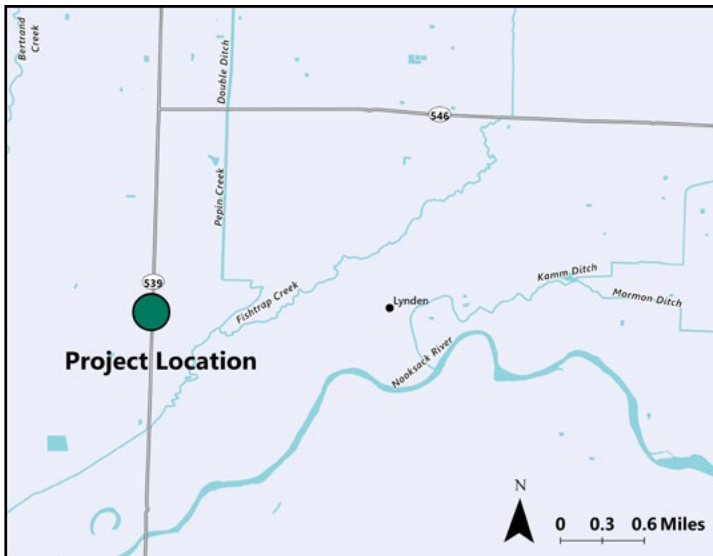 Bertrand
Creek
Double Ditch
546
Pepin Creek
539
Fishtrap Creek
Kamm Ditch
Mormon Ditch
Lynden
Project Location
Nooksack River
N
0 0.3 0.6 Miles